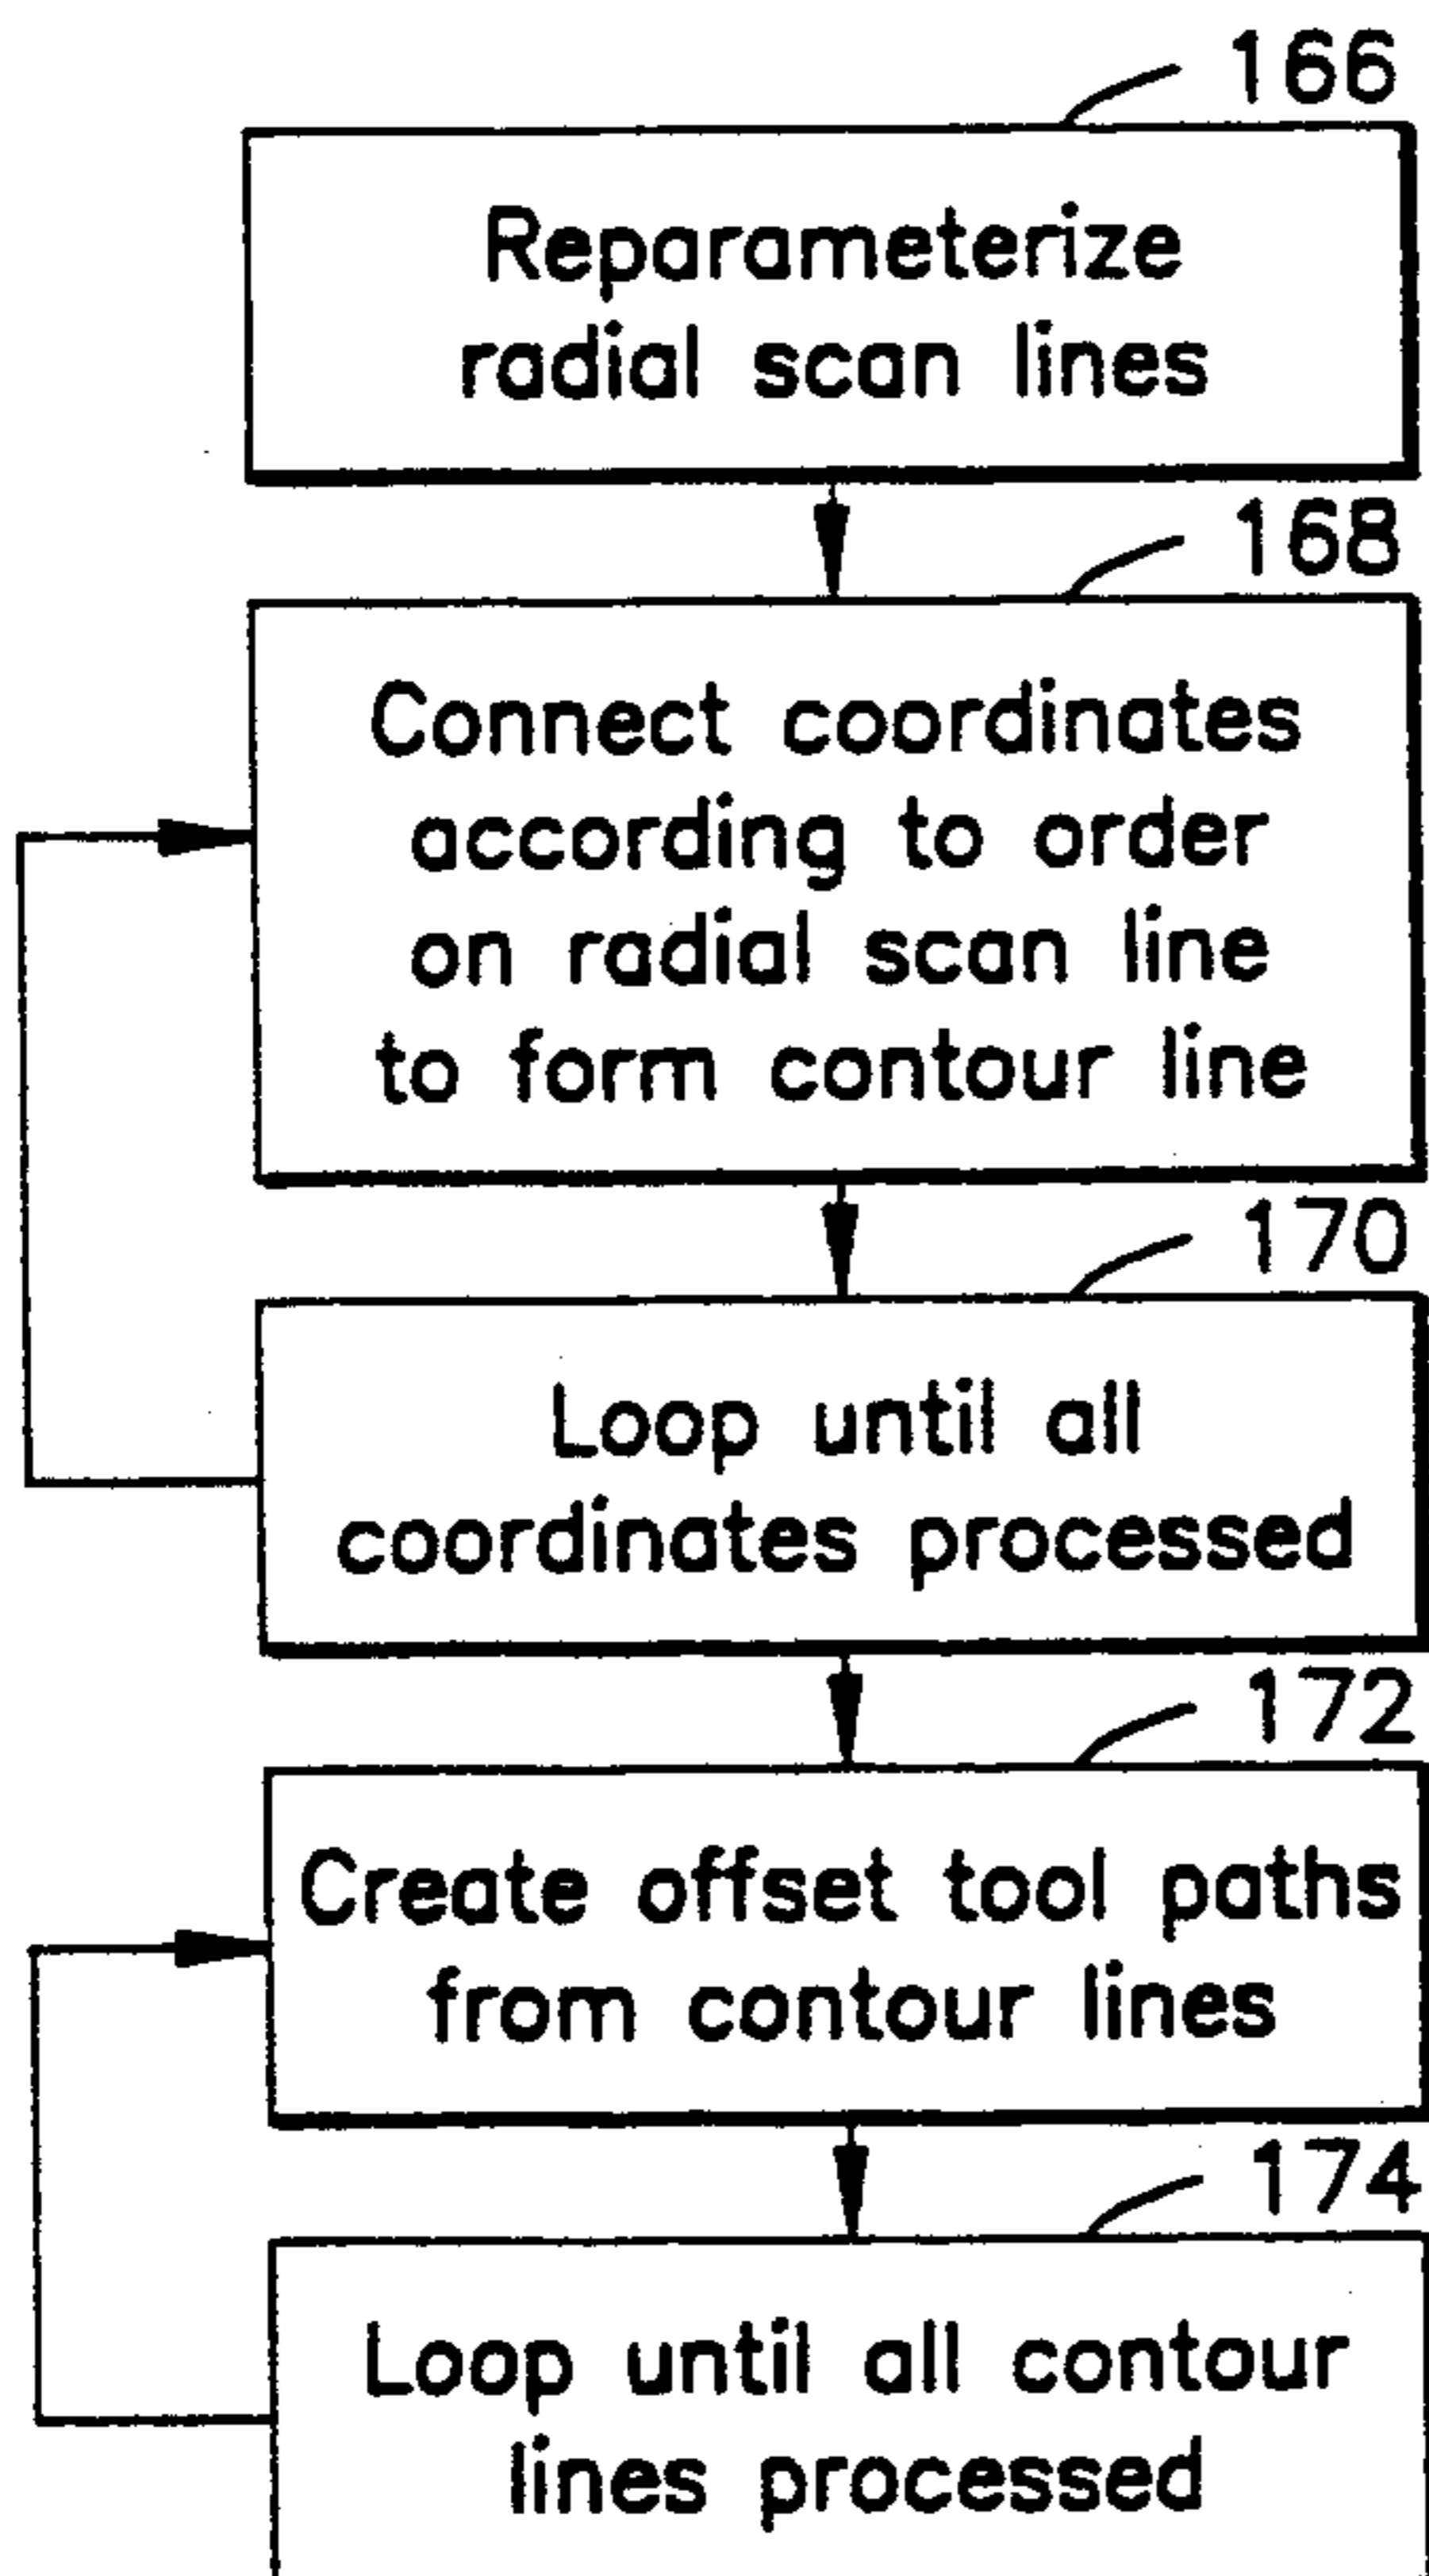 166
Reparameterize
radial scan lines
168
Connect coordinates
according to order
on radial scan line
to form contour line
170
Loop until all
coordinates processed
172
Create offset tool paths
from contour lines
174
Loop until all contour
lines processed